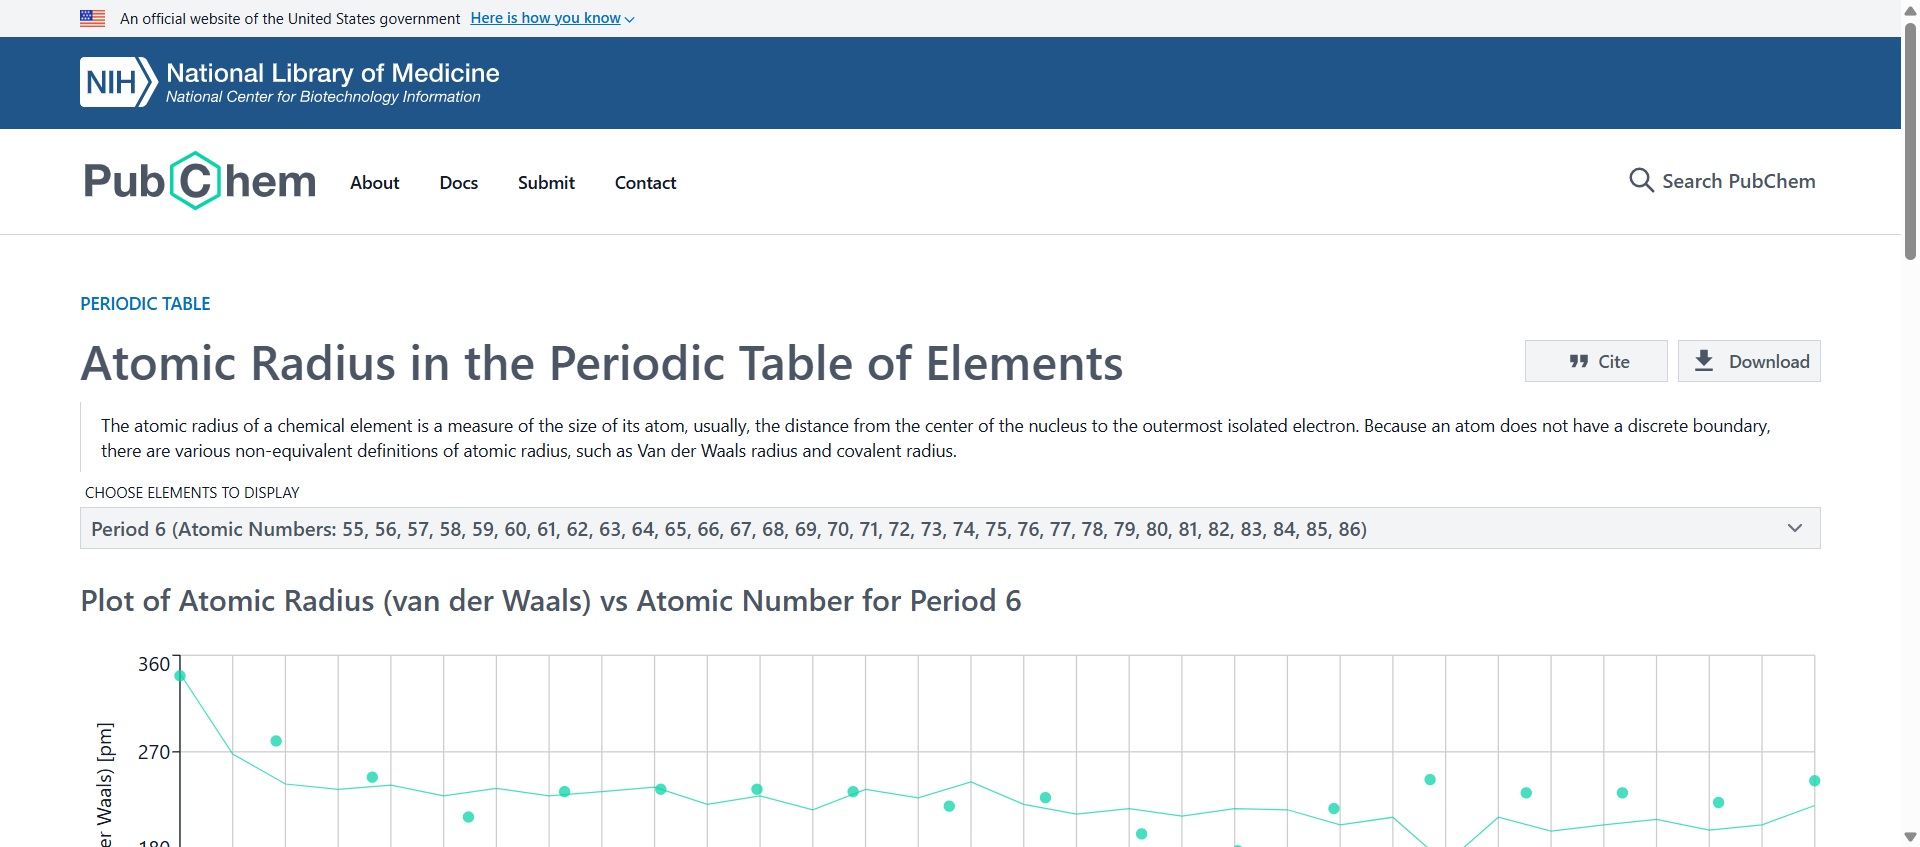 An official website of the United States government Here is how you know
NIH National Library of Medicine
National Center for Biotechnology Information
PubChem About Docs Submit Contact Search PubChem
PERIODIC TABLE
Atomic Radius in the Periodic Table of Elements
Cite Download
The atomic radius of a chemical element is a measure of the size of its atom, usually, the distance from the center of the nucleus to the outermost isolated electron. Because an atom does not have a discrete boundary,
there are various non-equivalent definitions of atomic radius, such as Van der Waals radius and covalent radius.
CHOOSE ELEMENTS TO DISPLAY
Period 6 (Atomic Numbers: 55, 56, 57, 58, 59, 60, 61, 62, 63, 64, 65, 66, 67, 68, 69, 70, 71, 72, 73, 74, 75, 76, 77, 78, 79, 80, 81, 82, 83, 84, 85, 86)
Plot of Atomic Radius (van der Waals) vs Atomic Number for Period 6
360
270
180
er Waals) [pm]